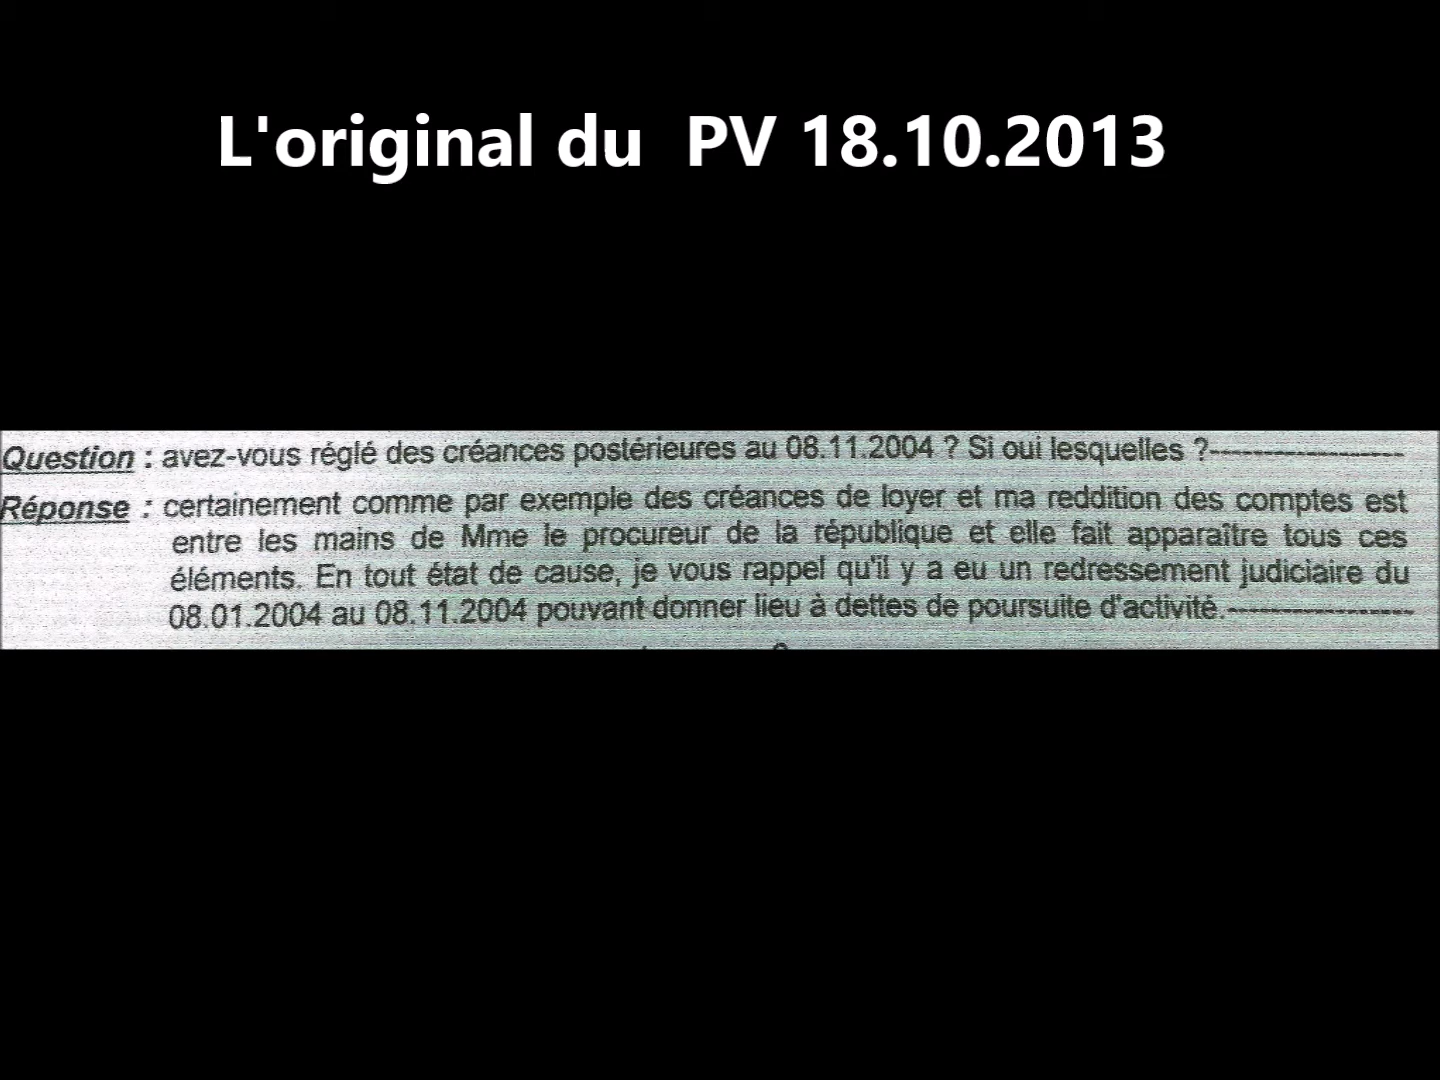 L'original du  PV 18.10.2013
Question : avez-vous réglé des créances postérieures au 08.11.2004 ? Si oui lesquelles ?-----------------
Réponse : certainement comme par exemple des créances de loyer et ma reddition des comptes est
entre les mains de Mme le procureur de la république et elle fait apparaître tous ces
éléments. En tout état de cause, je vous rappel qu'il y a eu un redressement judiciaire du
08.01.2004 au 08.11.2004 pouvant donner lieu à dettes de poursuite d'activité.-----------------